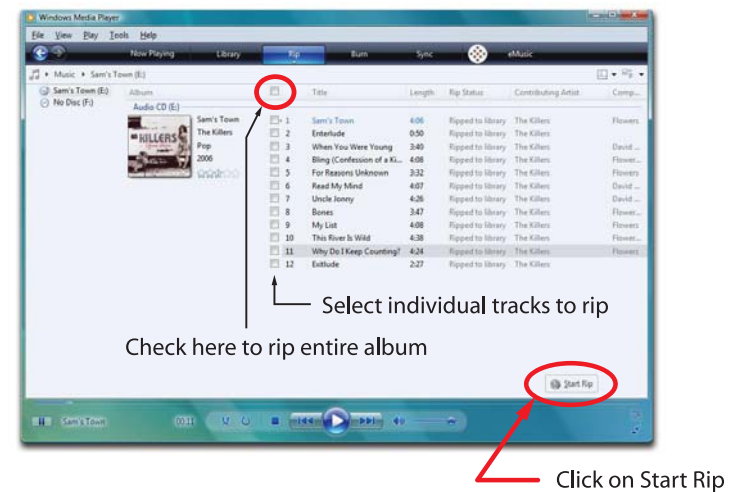 Windows Media Player
File View Play Tools Help
Now Playing Library Rip Burn Sync eMusic
Music Sam's Town (E:)
Sam's Town (E:)
No Disc (F:)
Album Title Length Rip Status Contributing Artist Comp...
Audio CD (E:)
Sam's Town
The Killers
Pop
2006
KILLERS
1 Sam's Town 4:06 Ripped to library The Killers Flowers
2 Enterlude 0:50 Ripped to library The Killers
3 When You Were Young 3:40 Ripped to library The Killers David ...
4 Bling (Confession of a Ki... 4:08 Ripped to library The Killers Flower...
5 For Reasons Unknown 3:32 Ripped to library The Killers Flowers
6 Read My Mind 4:07 Ripped to library The Killers David ...
7 Uncle Jonny 4:26 Ripped to library The Killers David ...
8 Bones 3:47 Ripped to library The Killers Flower...
9 My List 4:08 Ripped to library The Killers Flowers
10 This River Is Wild 4:38 Ripped to library The Killers Flower...
11 Why Do I Keep Counting? 4:24 Ripped to library The Killers Flowers
12 Exitlude 2:27 Ripped to library The Killers
Select individual tracks to rip
Check here to rip entire album
Start Rip
Sam's Town 00:11
Click on Start Rip